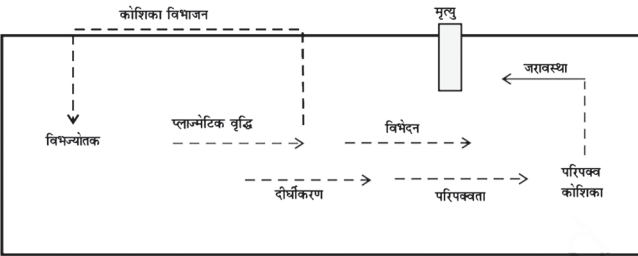 कोशिका विभाजन
मृत्यु
जरावस्था
प्लाज्मेटिक वृद्धि
विभेदन
विभज्योतक
परिपक्व
कोशिका
दीर्घीकरण
परिपक्वता